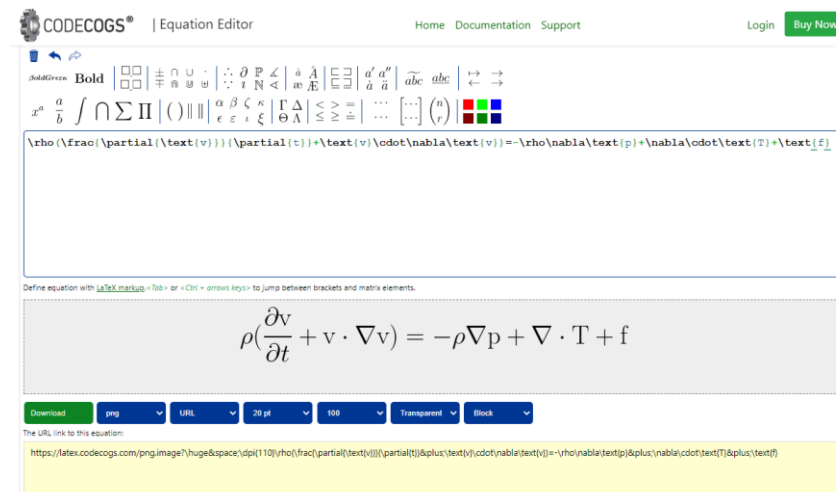 CODECOGS® | Equation Editor Home Documentation Support Login Buy Now
BoldGreek Bold
\rho(\frac{\partial{\text{v}}}{\partial{t}}+\text{v}\cdot\nabla\text{v})=-\rho\nabla\text{p}+\nabla\cdot\text{T}+\text{f}
Define equation with LaTeX markup.<Tab> or <Ctrl + arrows keys> to jump between brackets and matrix elements.
ρ(∂v/∂t + v · ∇v) = −ρ∇p + ∇ · T + f
Download png URL 20 pt 100 Transparent Block
The URL link to this equation:
https://latex.codecogs.com/png.image?\huge&space;\dpi{110}\rho(\frac{\partial{\text{v}}}{\partial{t}}&plus;\text{v}\cdot\nabla\text{v})=-\rho\nabla\text{p}&plus;\nabla\cdot\text{T}&plus;\text{f}